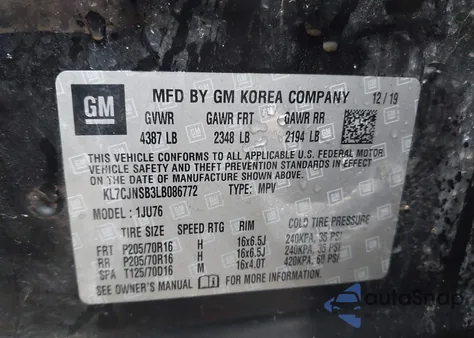 GM
MFD BY GM KOREA COMPANY 12/19
GVWR GAWR FRT GAWR RR
4387 LB 2348 LB 2194 LB
THIS VEHICLE CONFORMS TO ALL APPLICABLE U.S. FEDERAL MOTOR
VEHICLE SAFETY AND THEFT PREVENTION STANDARDS IN EFFECT ON
THE DATE OF MANUFACTURE SHOWN ABOVE.
KL7CJNSB3LB086772 TYPE: MPV
MODEL: 1JU76
TIRE SIZE SPEED RTG RIM COLD TIRE PRESSURE
FRT P205/70R16 H 16x6.5J 240KPA, 35 PSI
RR P205/70R16 H 16x6.5J 240KPA, 35 PSI
SPA T125/70D16 M 16x4.0T 420KPA, 60 PSI
SEE OWNER'S MANUAL FOR MORE INFORMATION.
autoSnap